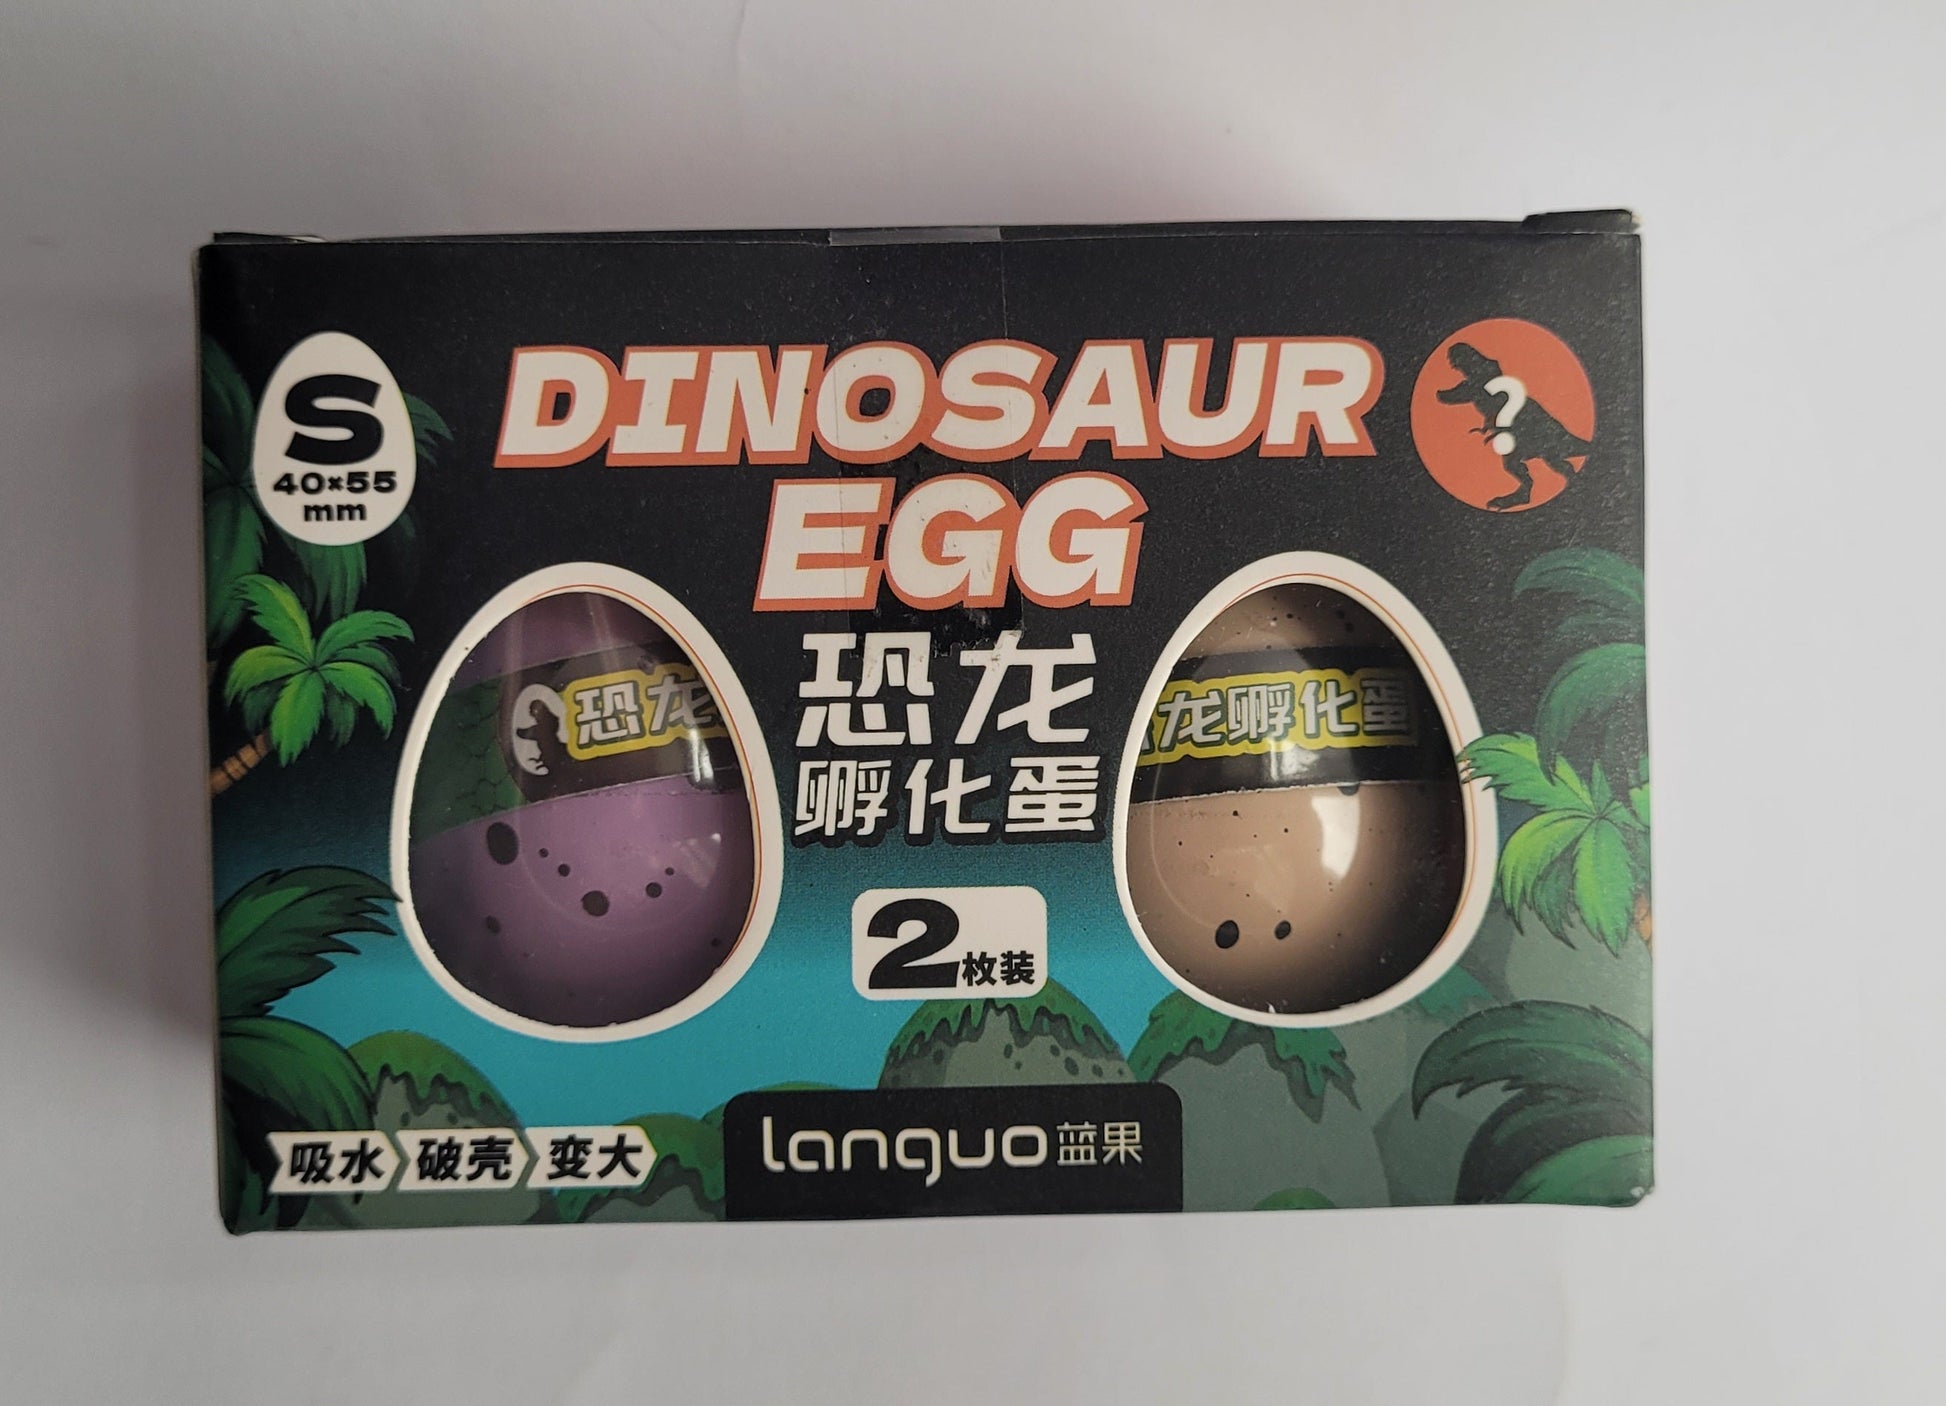 S
40×55
mm
DINOSAUR
EGG
?
恐龙
孵化蛋
恐龙
龙孵化蛋
2枚装
吸水 破壳 变大
languo蓝果